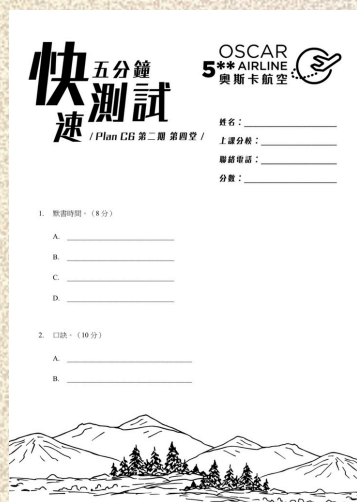 快速
五分鐘
測試
/ Plan C6 第二期 第四堂 /
OSCAR
5** AIRLINE
奧斯卡航空
姓名：
上課分校：
聯絡電話：
分數：
1. 默書時間。（8 分）
A.
B.
C.
D.
2. 口訣。（10 分）
A.
B.